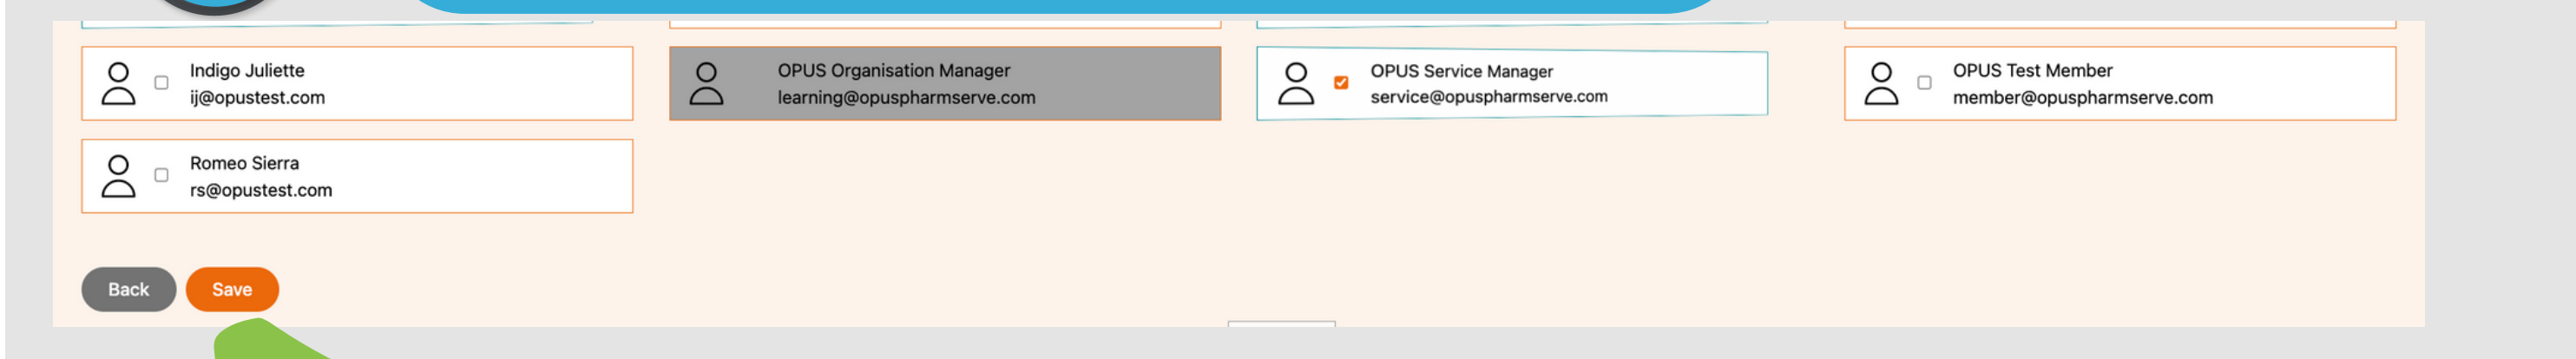 Indigo Juliette
ij@opustest.com
OPUS Organisation Manager
learning@opuspharmserve.com
OPUS Service Manager
service@opuspharmserve.com
OPUS Test Member
member@opuspharmserve.com
Romeo Sierra
rs@opustest.com
Back
Save